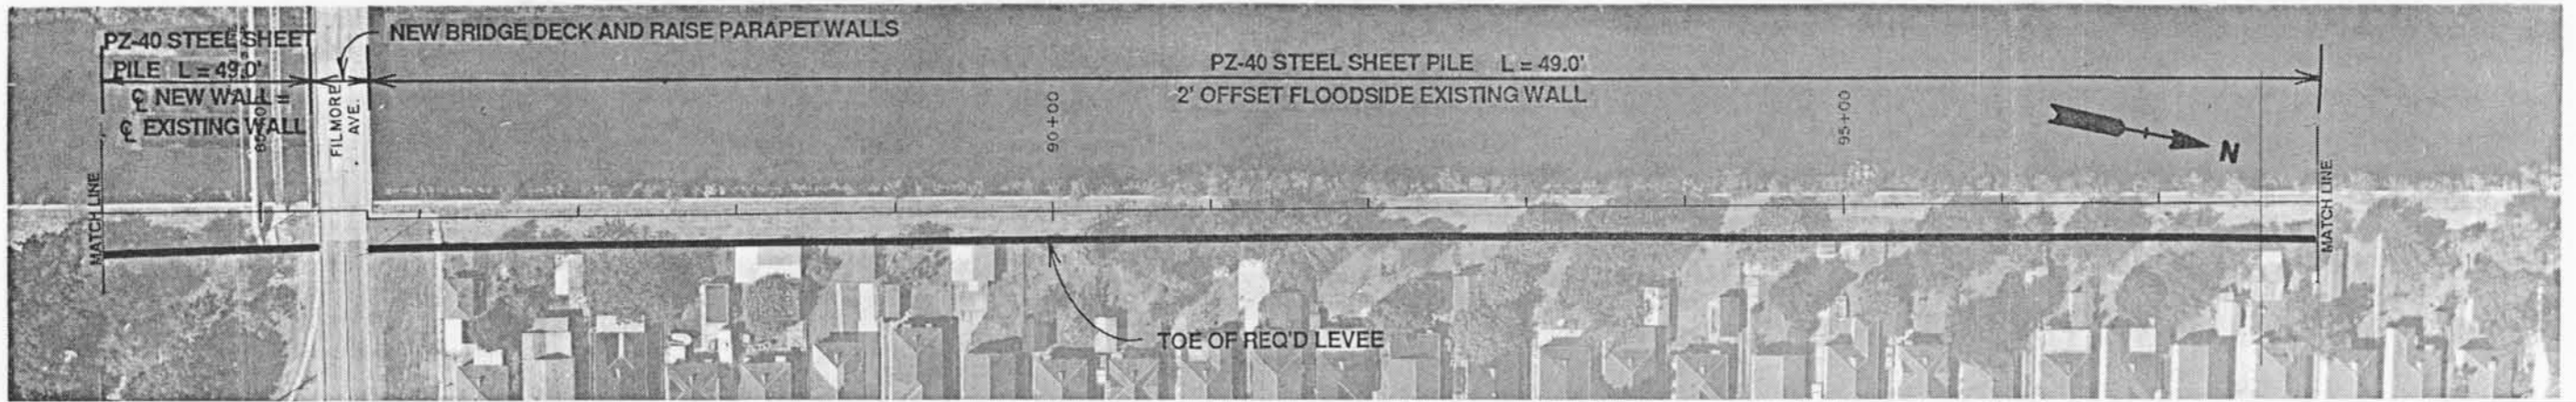 PZ-40 STEEL SHEET
PILE L = 49.0'
℄ NEW WALL =
℄ EXISTING WALL
85+00
FILMORE
AVE.
NEW BRIDGE DECK AND RAISE PARAPET WALLS
PZ-40 STEEL SHEET PILE L = 49.0'
2' OFFSET FLOODSIDE EXISTING WALL
90+00
95+00
N
MATCH LINE
MATCH LINE
TOE OF REQ'D LEVEE